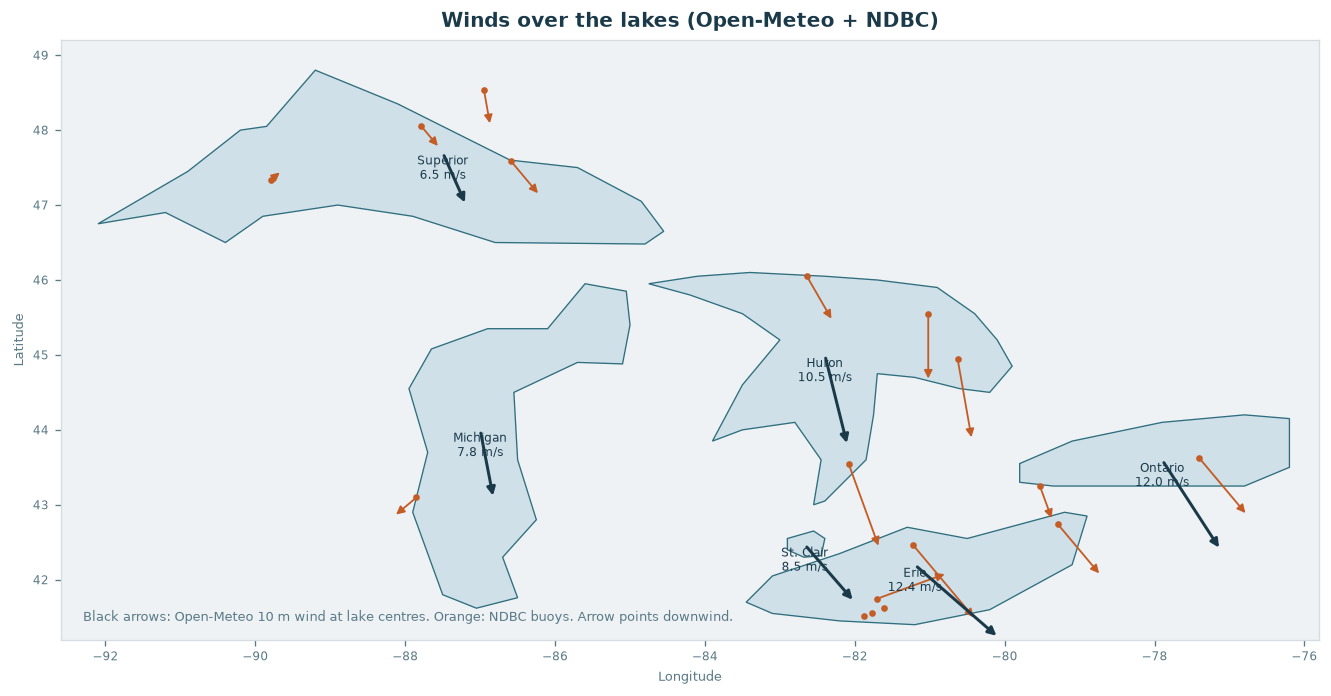 Winds over the lakes (Open-Meteo + NDBC)
49
48
47
46
45
44
43
42
Latitude
Superior
6.5 m/s
Huron
10.5 m/s
Michigan
7.8 m/s
Ontario
12.0 m/s
St. Clair
8.5 m/s
Erie
12.4 m/s
Black arrows: Open-Meteo 10 m wind at lake centres. Orange: NDBC buoys. Arrow points downwind.
−92 −90 −88 −86 −84 −82 −80 −78 −76
Longitude